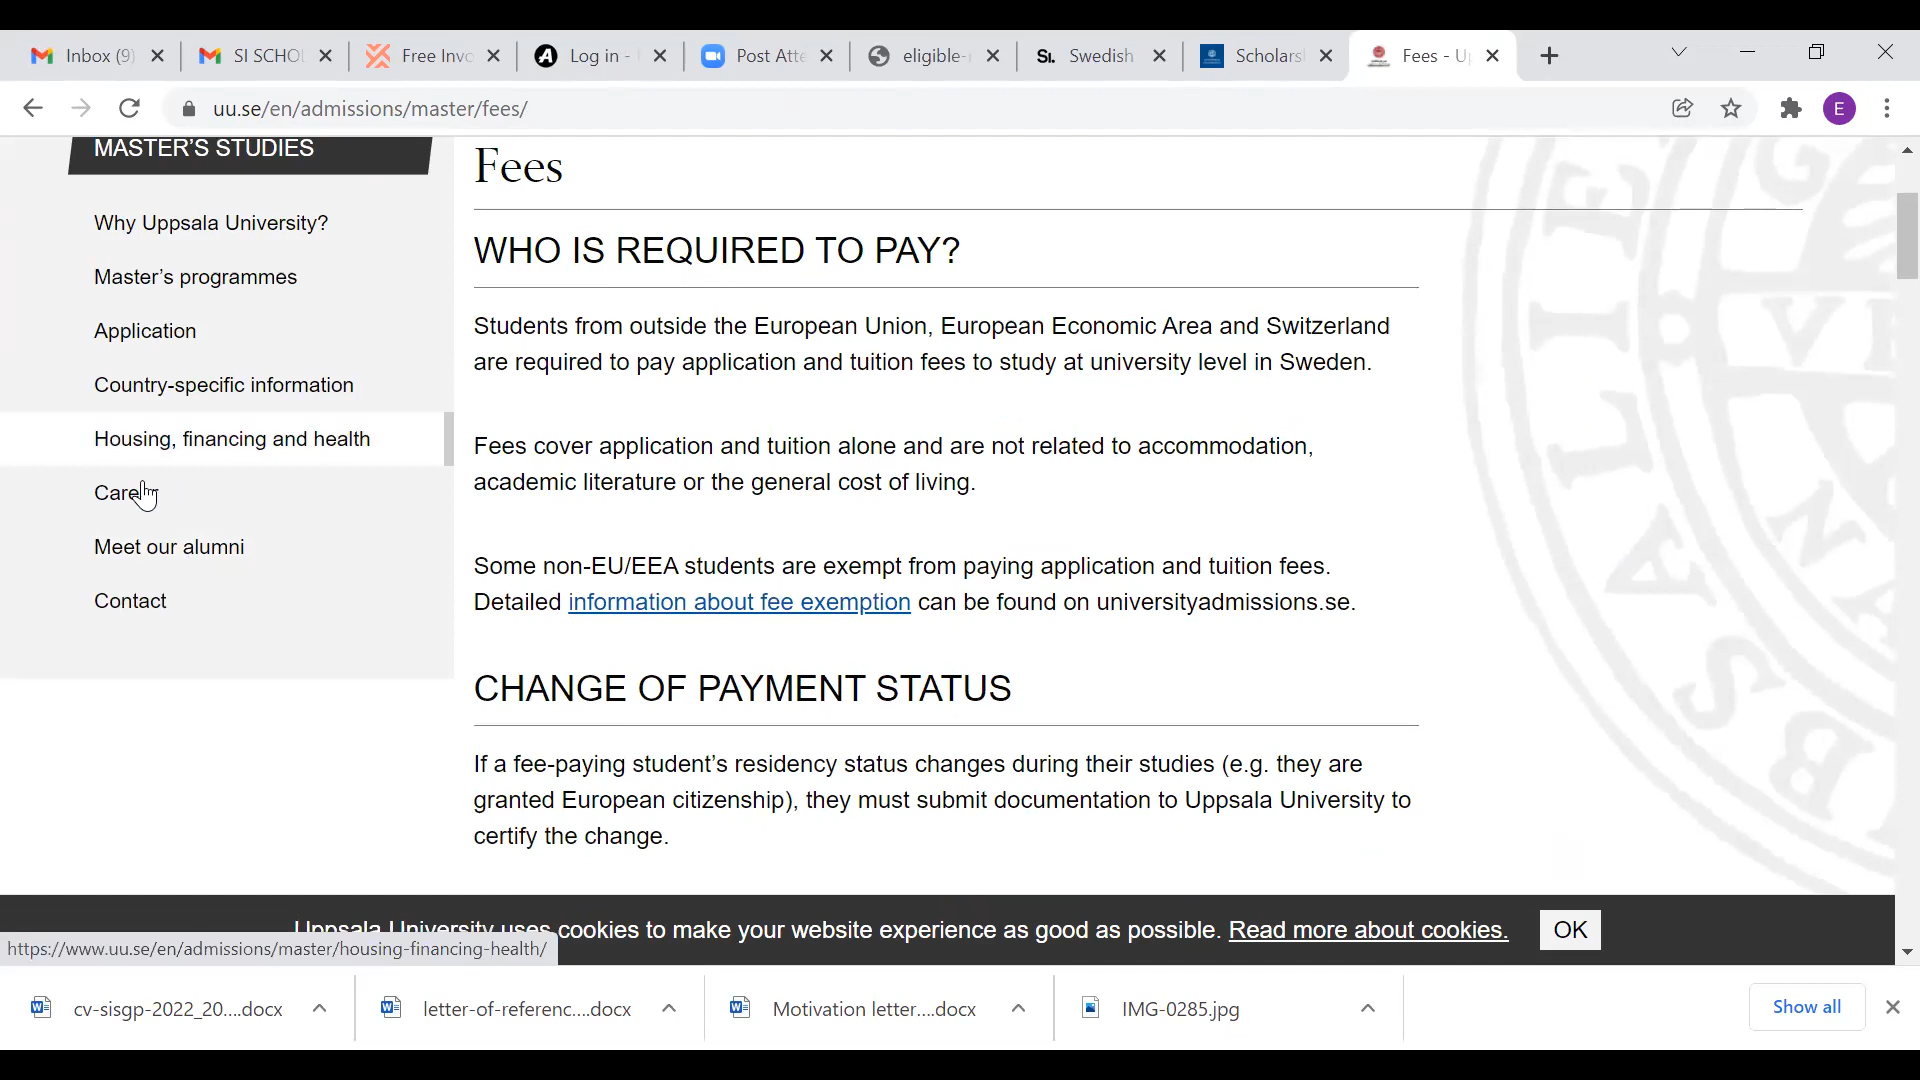 Inbox (9)
SI SCHOL
Free Invo
Log in -
Post Atte
eligible-
Swedish
Scholars
Fees - U
uu.se/en/admissions/master/fees/
E
MASTER'S STUDIES
Why Uppsala University?
Master's programmes
Application
Country-specific information
Housing, financing and health
Care
Meet our alumni
Contact
Fees
WHO IS REQUIRED TO PAY?
Students from outside the European Union, European Economic Area and Switzerland
are required to pay application and tuition fees to study at university level in Sweden.
Fees cover application and tuition alone and are not related to accommodation,
academic literature or the general cost of living.
Some non-EU/EEA students are exempt from paying application and tuition fees.
Detailed information about fee exemption can be found on universityadmissions.se.
CHANGE OF PAYMENT STATUS
If a fee-paying student's residency status changes during their studies (e.g. they are
granted European citizenship), they must submit documentation to Uppsala University to
certify the change.
Uppsala University uses cookies to make your website experience as good as possible. Read more about cookies.
OK
https://www.uu.se/en/admissions/master/housing-financing-health/
cv-sisgp-2022_20....docx
letter-of-referenc....docx
Motivation letter....docx
IMG-0285.jpg
Show all